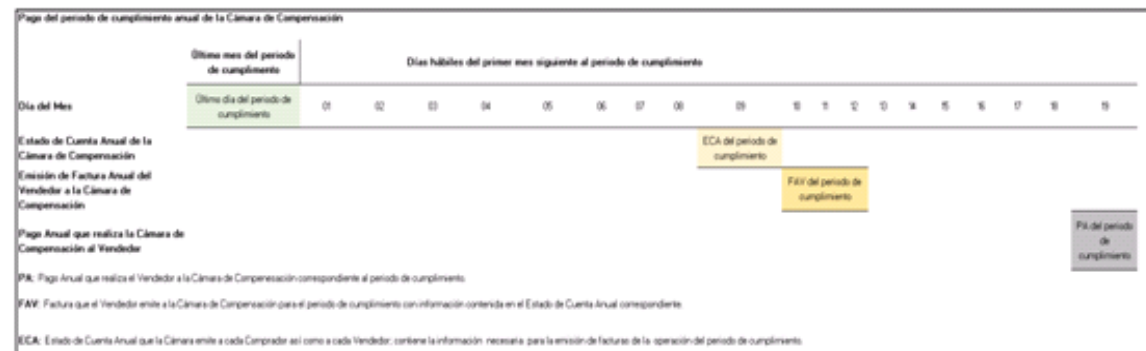 Pago del periodo de cumplimiento anual de la Cámara de Compensación
Último mes del periodo de cumplimento
Días hábiles del primer mes siguiente al periodo de cumplimiento
Día del Mes
Último día del periodo de cumplimiento
01 02 03 04 05 06 07 08 09 10 11 12 13 14 15 16 17 18 19
Estado de Cuenta Anual de la
Cámara de Compensación
ECA del periodo de
cumplimiento
Emisión de Factura Anual del
Vendedor a la Cámara de
Compensación
FAV del periodo de
cumplimiento
Pago Anual que realiza la Cámara de
Compensación al Vendedor
PA del periodo
de
cumplimiento
PA: Pago Anual que realiza el Vendedor a la Cámara de Compenesación correspondiente al periodo de cumplimiento.
FAV: Factura que el Vendedor emite a la Cámara de Compensación para el periodo de cumplimiento con información contenida en el Estado de Cuenta Anual correspondiente.
ECA: Estado de Cuenta Anual que la Cámara emite a cada Comprador así como a cada Vendedor, contiene la información necesaria para la emisión de facturas de la operación del periodo de cumplimiento.